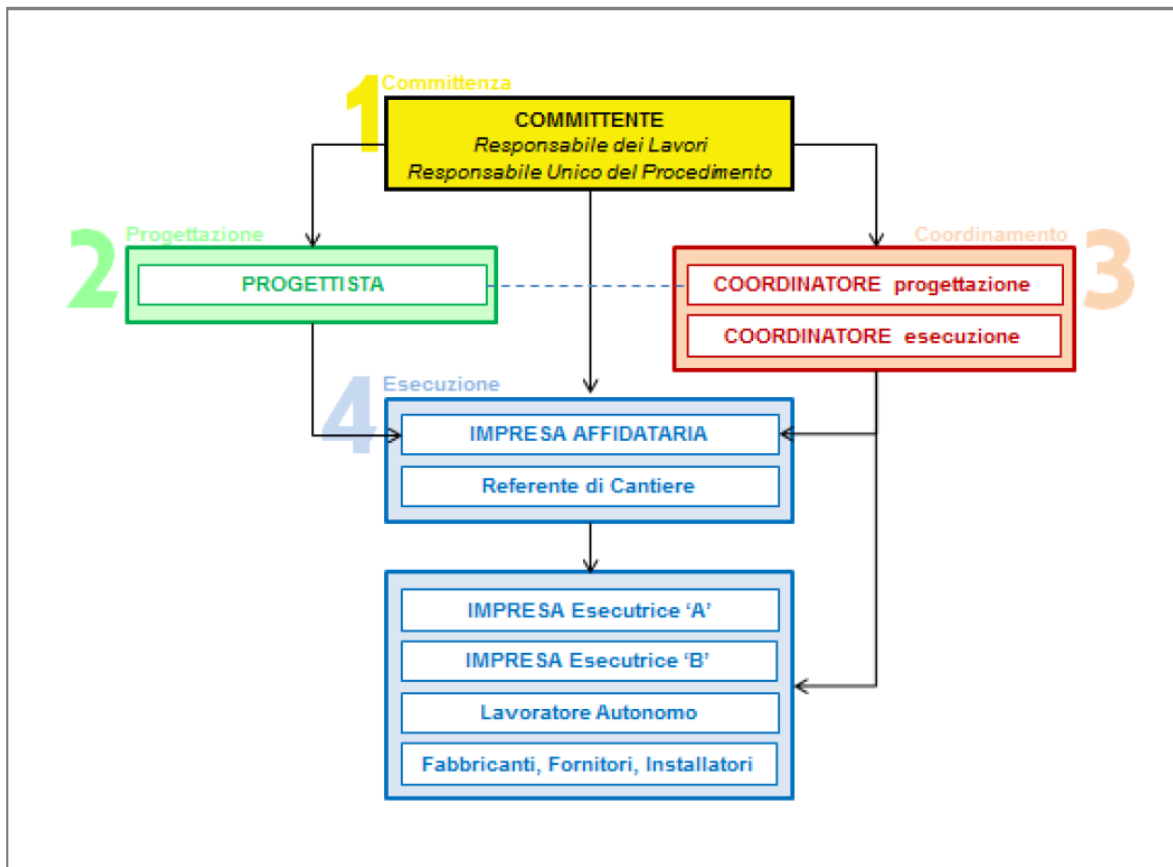 1 Committenza
COMMITTENTE
Responsabile dei Lavori
Responsabile Unico del Procedimento
2 Progettazione
PROGETTISTA
Coordinamento 3
COORDINATORE progettazione
COORDINATORE esecuzione
4 Esecuzione
IMPRESA AFFIDATARIA
Referente di Cantiere
IMPRESA Esecutrice ‘A’
IMPRESA Esecutrice ‘B’
Lavoratore Autonomo
Fabbricanti, Fornitori, Installatori